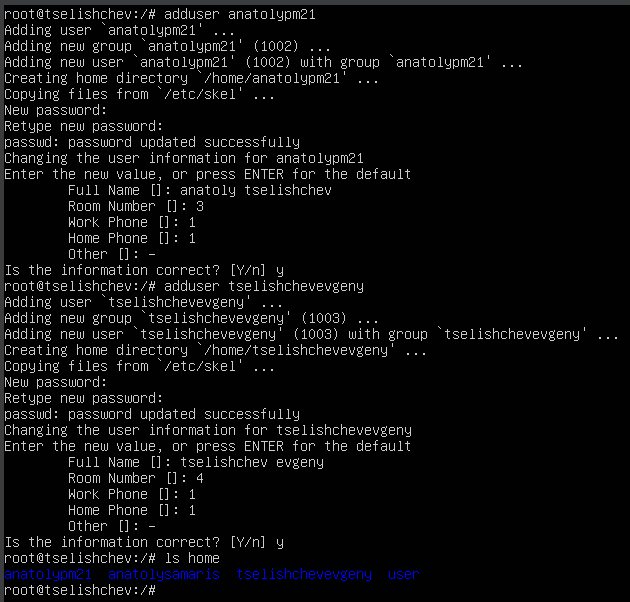 root@tselishchev:/# adduser anatolypm21
Adding user `anatolypm21' ...
Adding new group `anatolypm21' (1002) ...
Adding new user `anatolypm21' (1002) with group `anatolypm21' ...
Creating home directory `/home/anatolypm21' ...
Copying files from `/etc/skel' ...
New password:
Retype new password:
passwd: password updated successfully
Changing the user information for anatolypm21
Enter the new value, or press ENTER for the default
        Full Name []: anatoly tselishchev
        Room Number []: 3
        Work Phone []: 1
        Home Phone []: 1
        Other []: -
Is the information correct? [Y/n] y
root@tselishchev:/# adduser tselishchevevgeny
Adding user `tselishchevevgeny' ...
Adding new group `tselishchevevgeny' (1003) ...
Adding new user `tselishchevevgeny' (1003) with group `tselishchevevgeny' ...
Creating home directory `/home/tselishchevevgeny' ...
Copying files from `/etc/skel' ...
New password:
Retype new password:
passwd: password updated successfully
Changing the user information for tselishchevevgeny
Enter the new value, or press ENTER for the default
        Full Name []: tselishchev evgeny
        Room Number []: 4
        Work Phone []: 1
        Home Phone []: 1
        Other []: -
Is the information correct? [Y/n] y
root@tselishchev:/# ls home
anatolypm21  anatolysamaris  tselishchevevgeny  user
root@tselishchev:/#